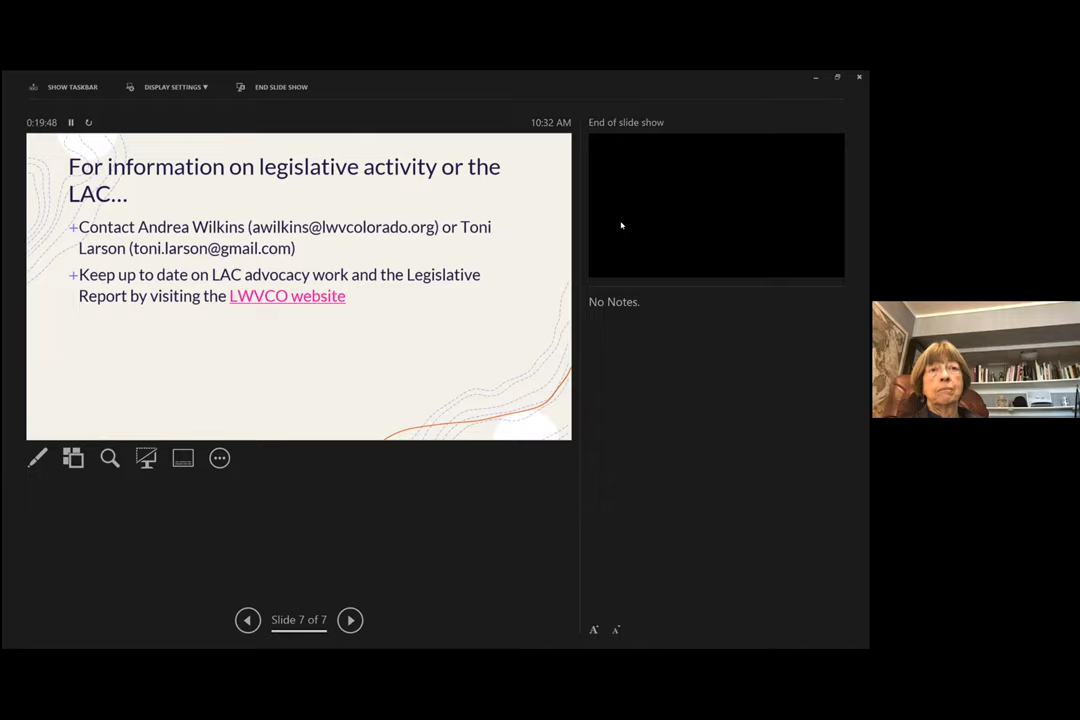 SHOW TASKBAR
DISPLAY SETTINGS ▼
END SLIDE SHOW
0:19:48
10:32 AM
End of slide show
For information on legislative activity or the
LAC...
+Contact Andrea Wilkins (awilkins@lwvcolorado.org) or Toni
Larson (toni.larson@gmail.com)
+Keep up to date on LAC advocacy work and the Legislative
Report by visiting the LWVCO website
No Notes.
Slide 7 of 7
A A